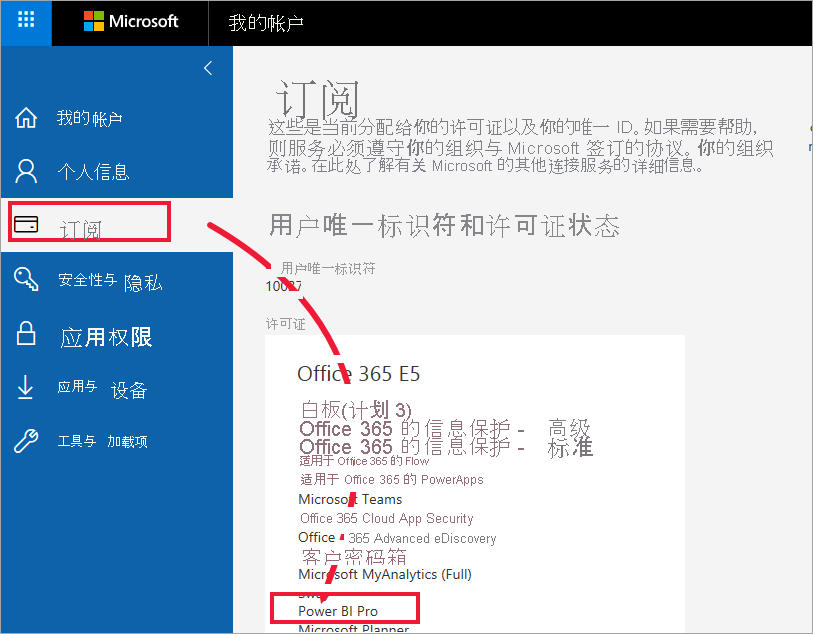 Microsoft 我的帐户
我的帐户
个人信息
订阅
安全性与 隐私
应用权限
应用与 设备
工具与 加载项
订阅
这些是当前分配给你的许可证以及你的唯一 ID。如果需要帮助,
则服务必须遵守你的组织与 Microsoft 签订的协议。你的组织
承诺。在此处了解有关 Microsoft 的其他连接服务的详细信息。
用户唯一标识符和许可证状态
用户唯一标识符
许可证
Office 365 E5
白板(计划 3)
Office 365 的信息保护 - 高级
Office 365 的信息保护 - 标准
适用于 Office 365 的 Flow
适用于 Office 365 的 PowerApps
Microsoft Teams
Office 365 Cloud App Security
Office 365 Advanced eDiscovery
客户密码箱
Microsoft MyAnalytics (Full)
Power BI Pro
Microsoft Planner